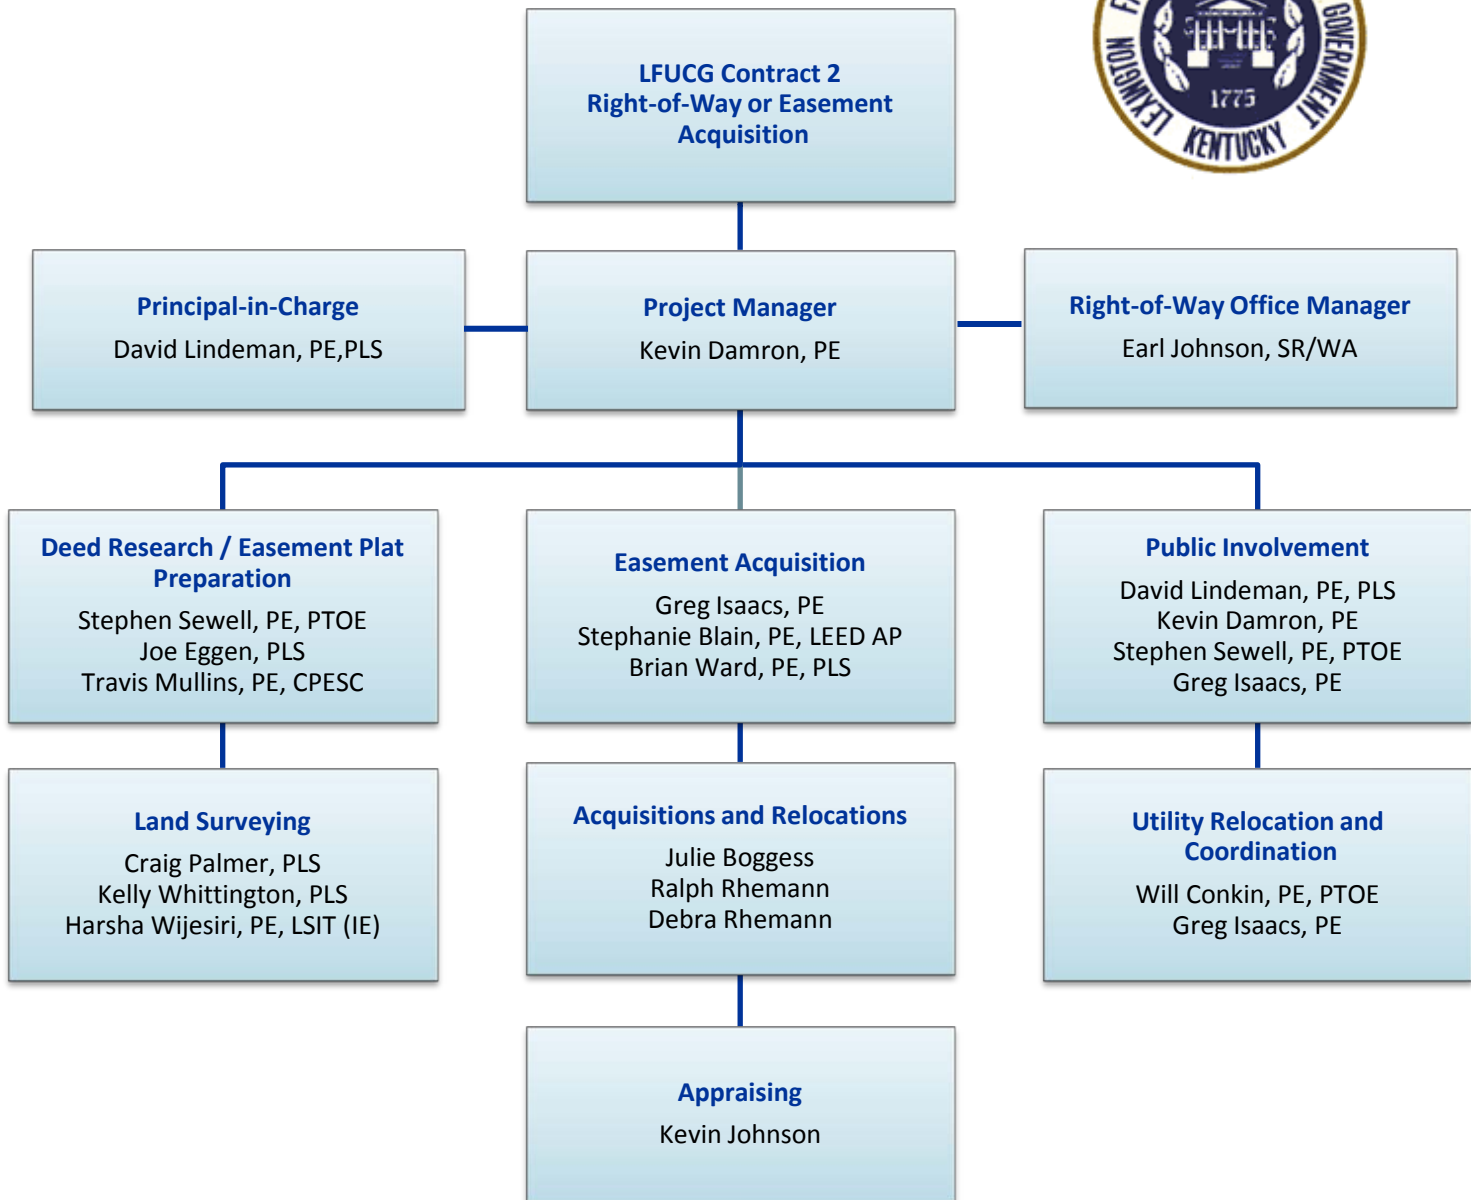 LFUCG Contract 2
Right-of-Way or Easement
Acquisition
GOVERNMENT
LEXINGTON
1775
KENTUCKY
Principal-in-Charge
David Lindeman, PE,PLS
Project Manager
Kevin Damron, PE
Right-of-Way Office Manager
Earl Johnson, SR/WA
Deed Research / Easement Plat
Preparation
Stephen Sewell, PE, PTOE
Joe Eggen, PLS
Travis Mullins, PE, CPESC
Easement Acquisition
Greg Isaacs, PE
Stephanie Blain, PE, LEED AP
Brian Ward, PE, PLS
Public Involvement
David Lindeman, PE, PLS
Kevin Damron, PE
Stephen Sewell, PE, PTOE
Greg Isaacs, PE
Land Surveying
Craig Palmer, PLS
Kelly Whittington, PLS
Harsha Wijesiri, PE, LSIT (IE)
Acquisitions and Relocations
Julie Boggess
Ralph Rhemann
Debra Rhemann
Utility Relocation and
Coordination
Will Conkin, PE, PTOE
Greg Isaacs, PE
Appraising
Kevin Johnson